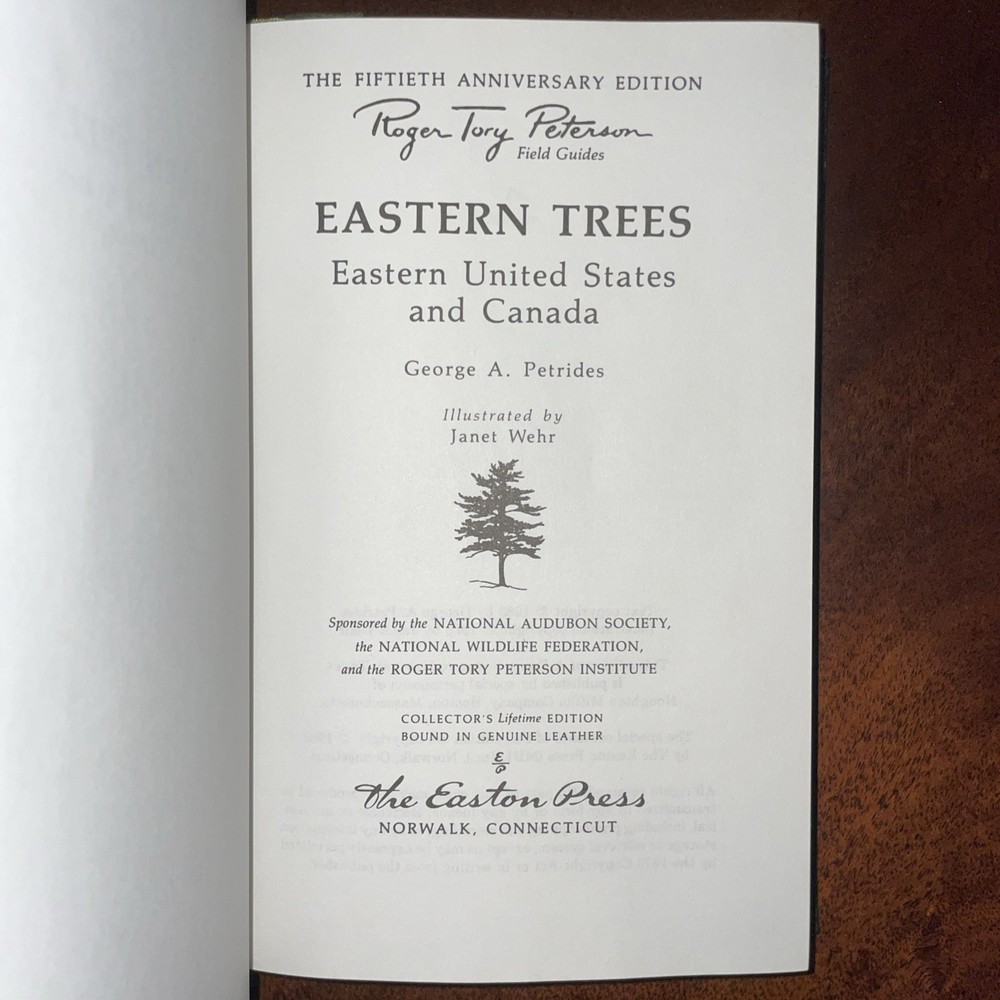 THE FIFTIETH ANNIVERSARY EDITION
Roger Tory Peterson
Field Guides
EASTERN TREES
Eastern United States
and Canada
George A. Petrides
Illustrated by
Janet Wehr
Sponsored by the NATIONAL AUDUBON SOCIETY,
the NATIONAL WILDLIFE FEDERATION,
and the ROGER TORY PETERSON INSTITUTE
COLLECTOR'S Lifetime EDITION
BOUND IN GENUINE LEATHER
The Easton Press
NORWALK, CONNECTICUT